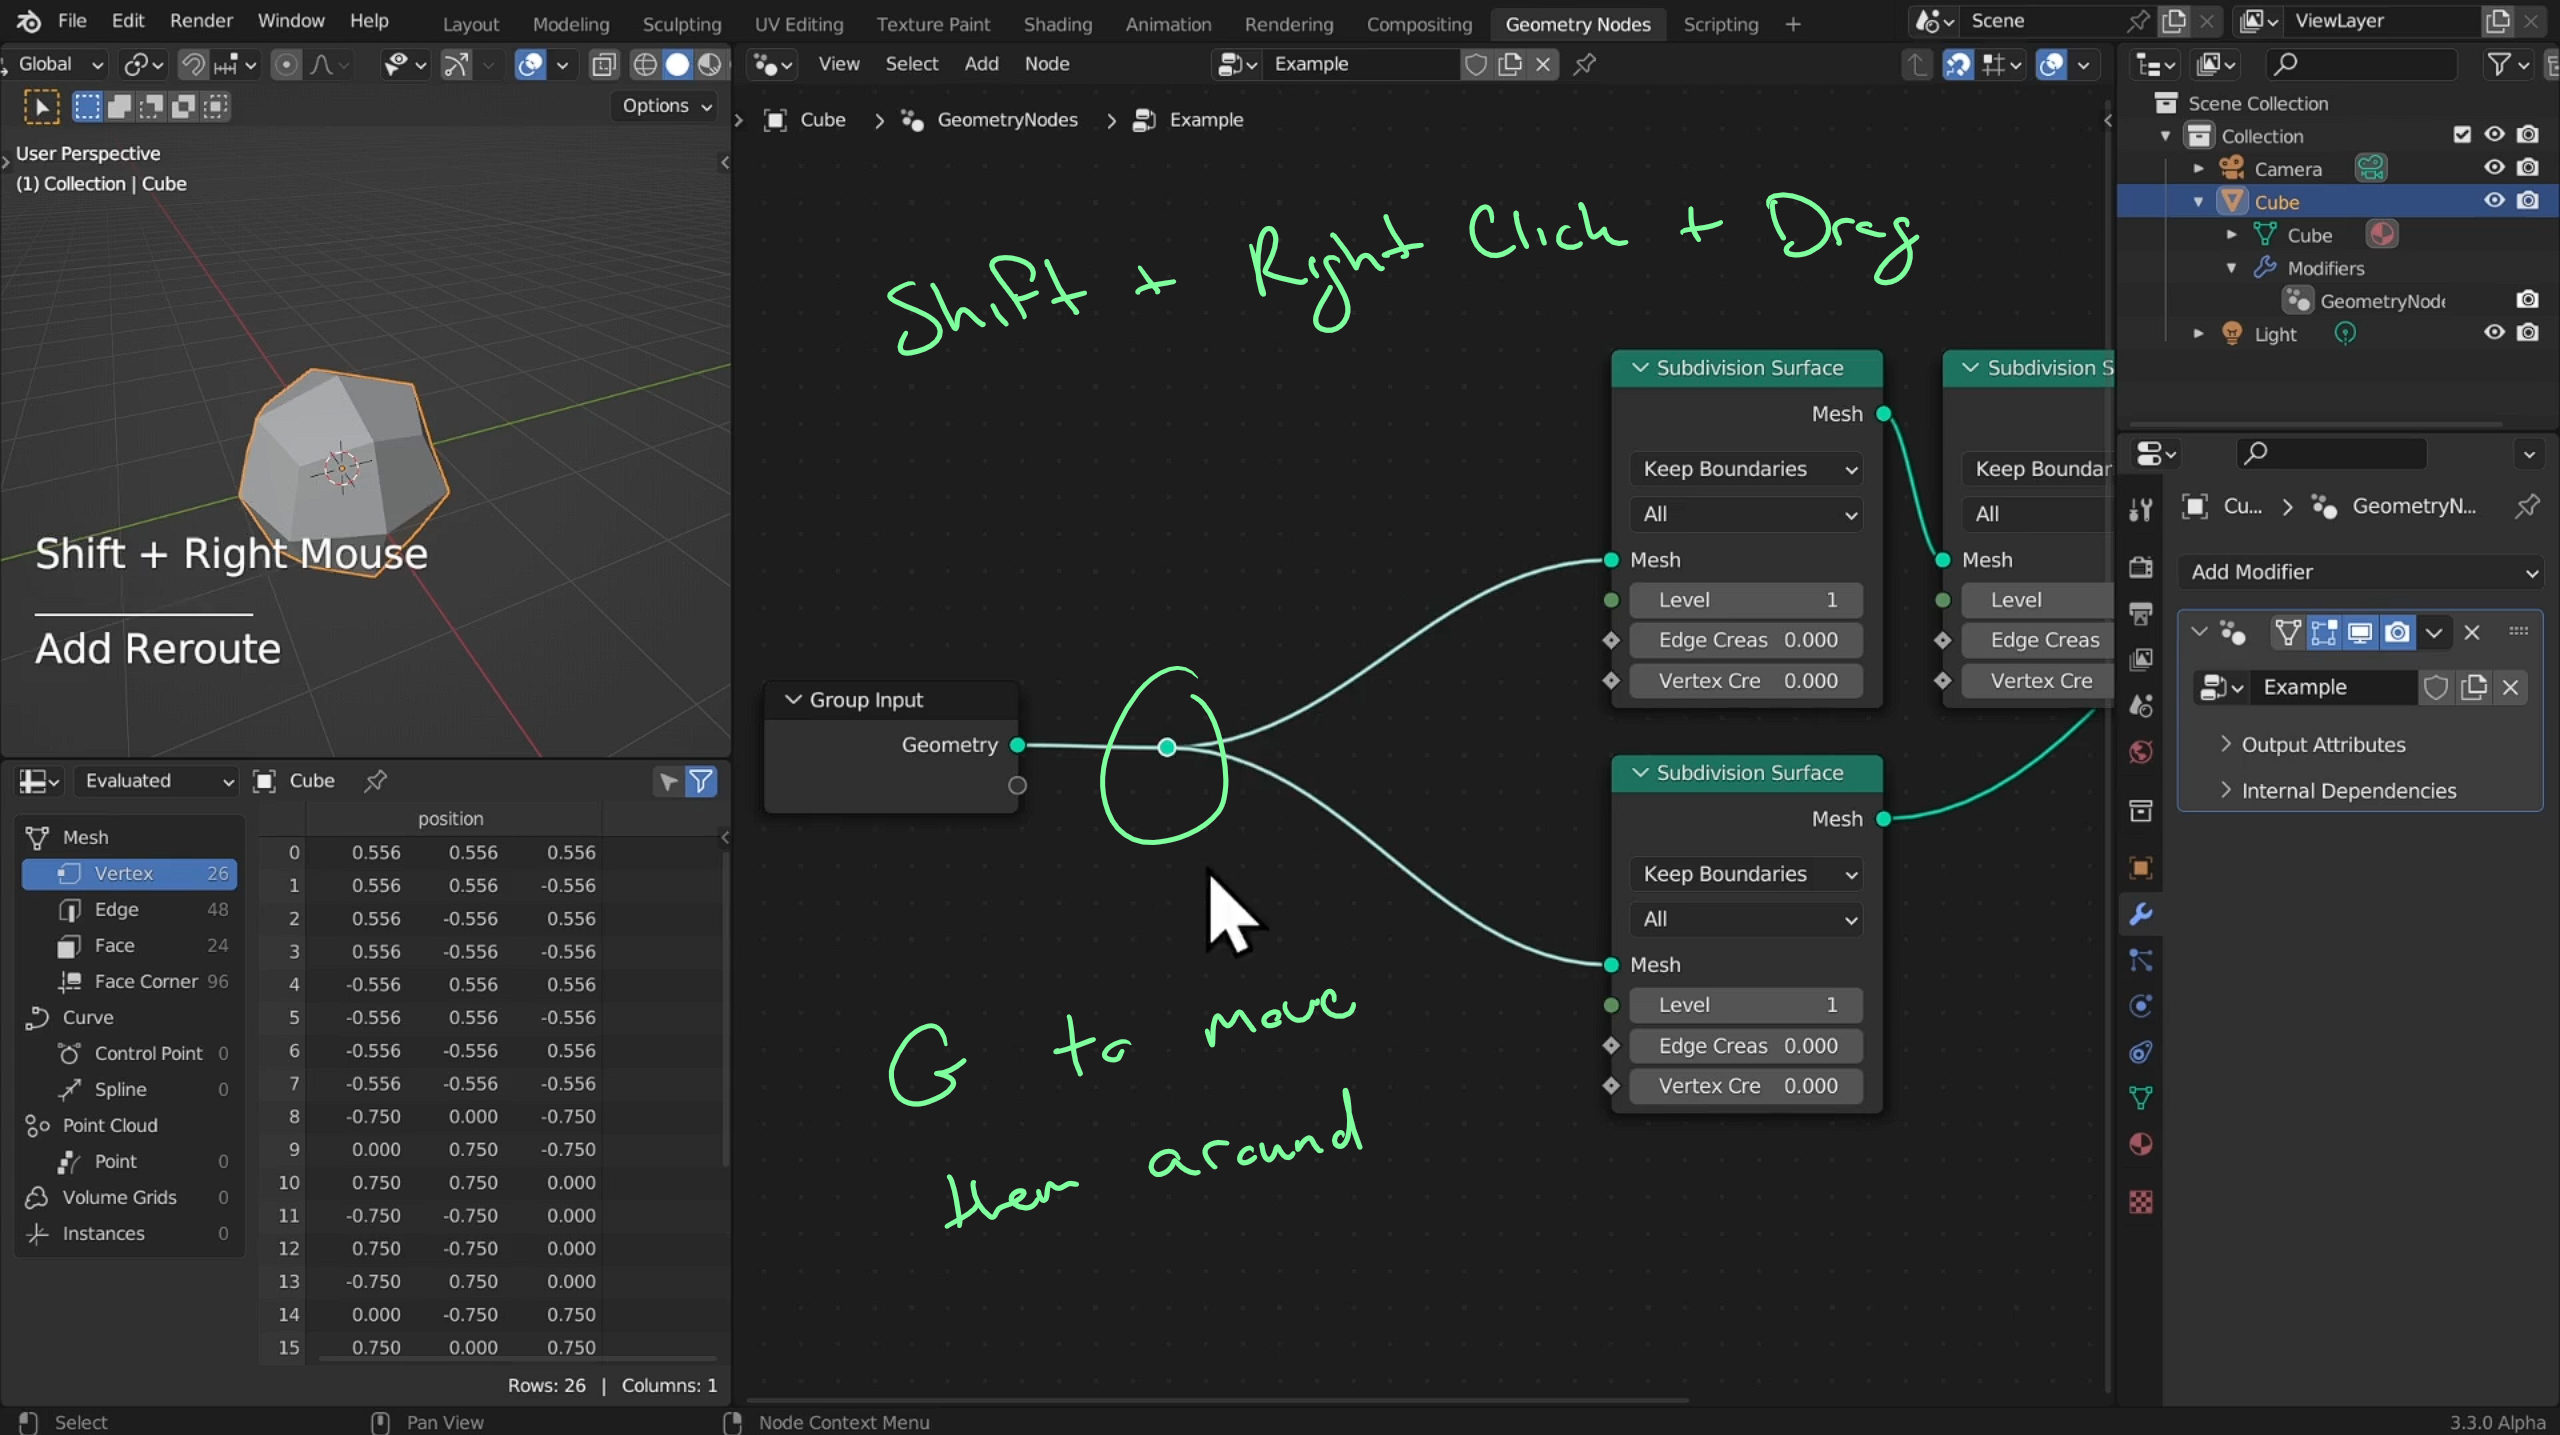 File Edit Render Window Help Layout Modeling Sculpting UV Editing Texture Paint Shading Animation Rendering Compositing Geometry Nodes Scripting + Scene ViewLayer
Global Options
User Perspective
(1) Collection | Cube
Shift + Right Mouse
Add Reroute
View Select Add Node Example
Cube > GeometryNodes > Example
Shift + Right Click + Drag
Group Input
Geometry
Subdivision Surface
Mesh
Keep Boundaries
All
Mesh
Level 1
Edge Creas 0.000
Vertex Cre 0.000
Subdivision S
Keep Boundar
All
Mesh
Level
Edge Creas
Vertex Cre
Subdivision Surface
Mesh
Keep Boundaries
All
Mesh
Level 1
Edge Creas 0.000
Vertex Cre 0.000
G to move
them around
Evaluated Cube
Mesh
Vertex 26
Edge 48
Face 24
Face Corner 96
Curve
Control Point 0
Spline 0
Point Cloud
Point 0
Volume Grids 0
Instances 0
position
0 0.556 0.556 0.556
1 0.556 0.556 -0.556
2 0.556 -0.556 0.556
3 0.556 -0.556 -0.556
4 -0.556 0.556 0.556
5 -0.556 0.556 -0.556
6 -0.556 -0.556 0.556
7 -0.556 -0.556 -0.556
8 -0.750 0.000 -0.750
9 0.000 0.750 -0.750
10 0.750 0.750 0.000
11 -0.750 -0.750 0.000
12 0.750 -0.750 0.000
13 -0.750 0.750 0.000
14 0.000 -0.750 0.750
15 0.750 0.000 0.750
Rows: 26 | Columns: 1
Scene Collection
Collection
Camera
Cube
Cube
Modifiers
GeometryNode
Light
Cu... > GeometryN...
Add Modifier
Example
Output Attributes
Internal Dependencies
Select Pan View Node Context Menu 3.3.0 Alpha